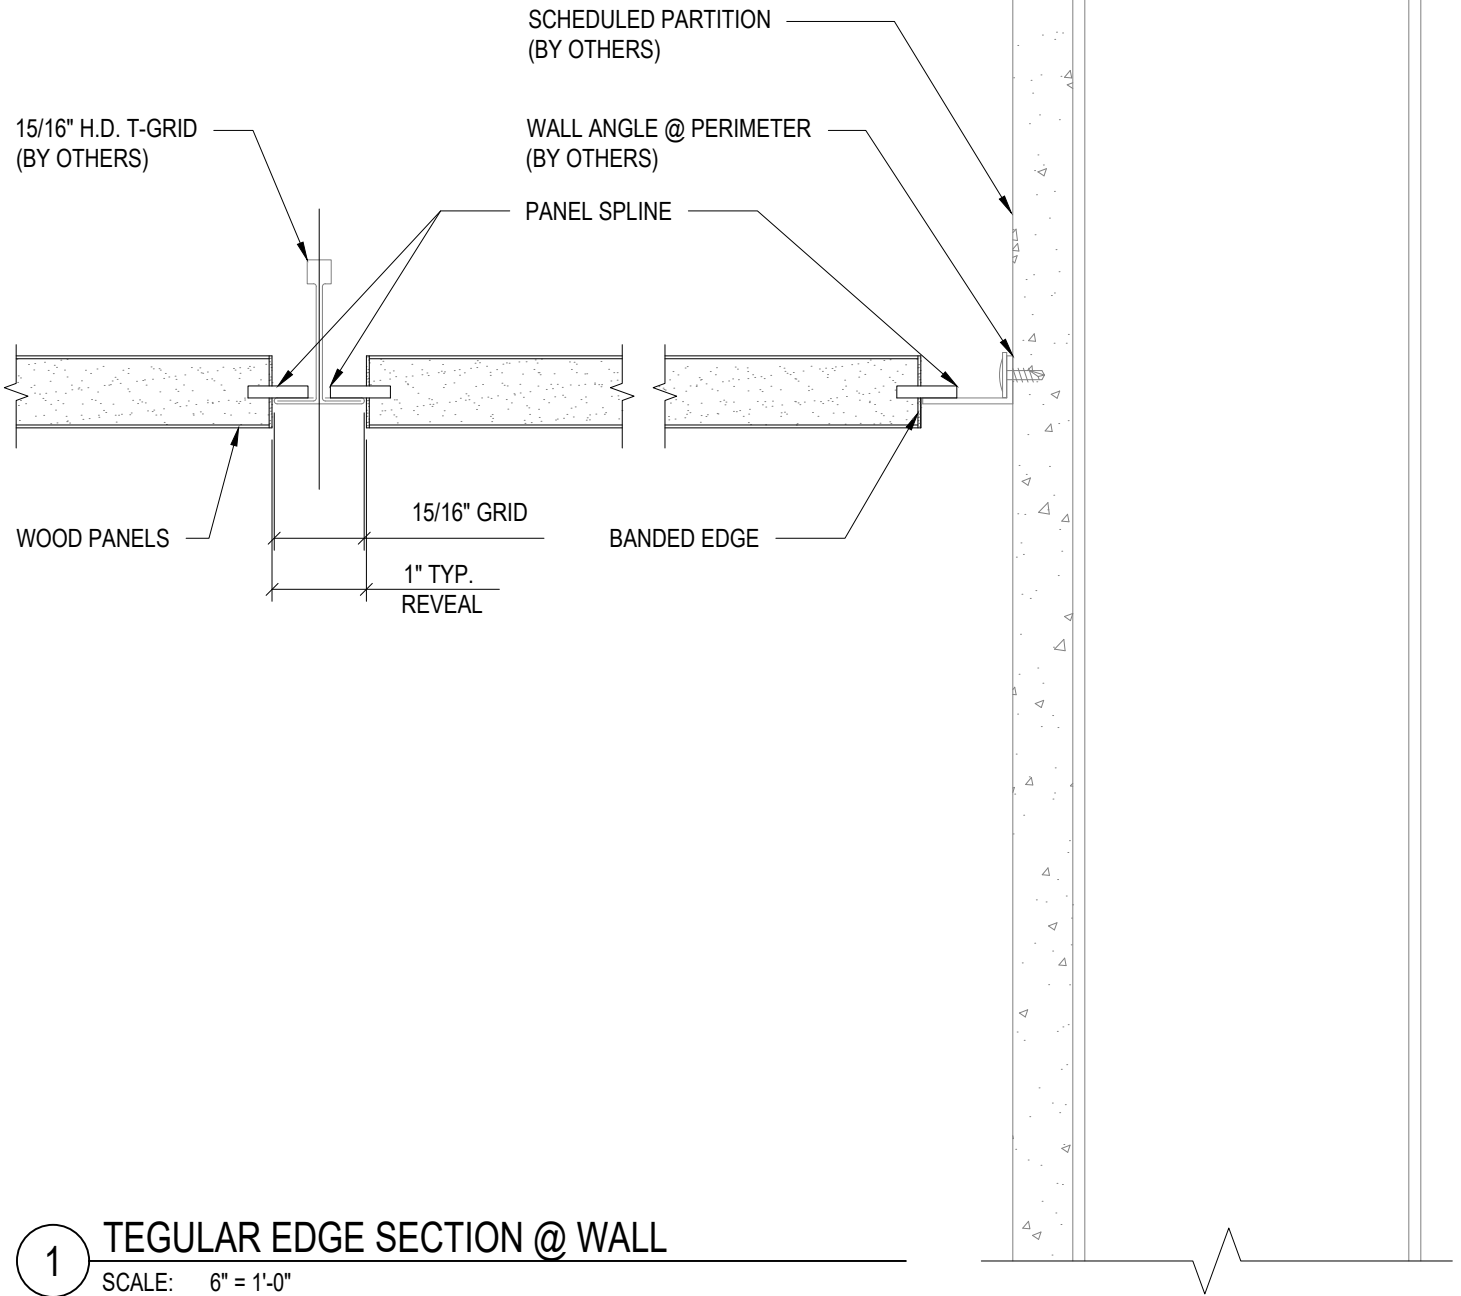 SCHEDULED PARTITION
(BY OTHERS)
15/16" H.D. T-GRID
(BY OTHERS)
WALL ANGLE @ PERIMETER
(BY OTHERS)
PANEL SPLINE
15/16" GRID
WOOD PANELS
BANDED EDGE
1" TYP.
REVEAL
1
TEGULAR EDGE SECTION @ WALL
SCALE: 6" = 1'-0"